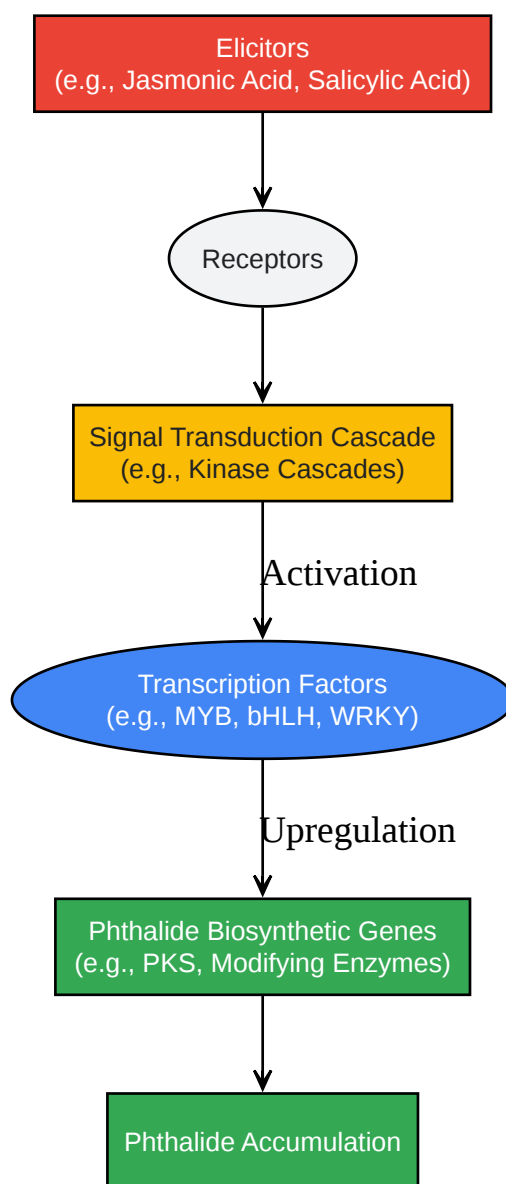 Elicitors
(e.g., Jasmonic Acid, Salicylic Acid)
Receptors
Signal Transduction Cascade
(e.g., Kinase Cascades)
Activation
Transcription Factors
(e.g., MYB, bHLH, WRKY)
Upregulation
Phthalide Biosynthetic Genes
(e.g., PKS, Modifying Enzymes)
Phthalide Accumulation